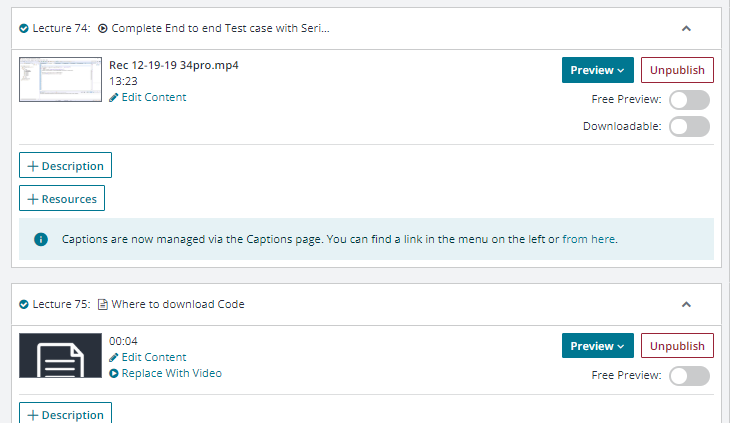 Lecture 74: Complete End to end Test case with Seri...
Rec 12-19-19 34pro.mp4
Preview
Unpublish
13:23
Edit Content
Free Preview:
Downloadable:
+ Description
+ Resources
Captions are now managed via the Captions page. You can find a link in the menu on the left or from here.
Lecture 75: Where to download Code
00:04
Preview
Unpublish
Edit Content
Replace With Video
Free Preview:
+ Description